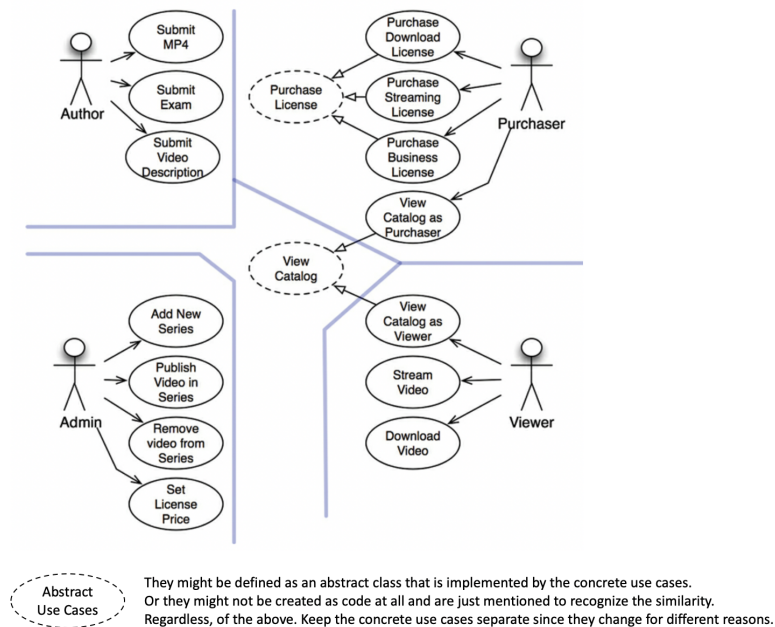 Submit
MP4
Submit
Exam
Submit
Video
Description
Author
Purchase
License
Purchase
Download
License
Purchase
Streaming
License
Purchase
Business
License
View
Catalog as
Purchaser
Purchaser
View
Catalog
Add New
Series
Publish
Video in
Series
Remove
video from
Series
Set
License
Price
Admin
View
Catalog as
Viewer
Stream
Video
Download
Video
Viewer
Abstract
Use Cases
They might be defined as an abstract class that is implemented by the concrete use cases.
Or they might not be created as code at all and are just mentioned to recognize the similarity.
Regardless, of the above. Keep the concrete use cases separate since they change for different reasons.